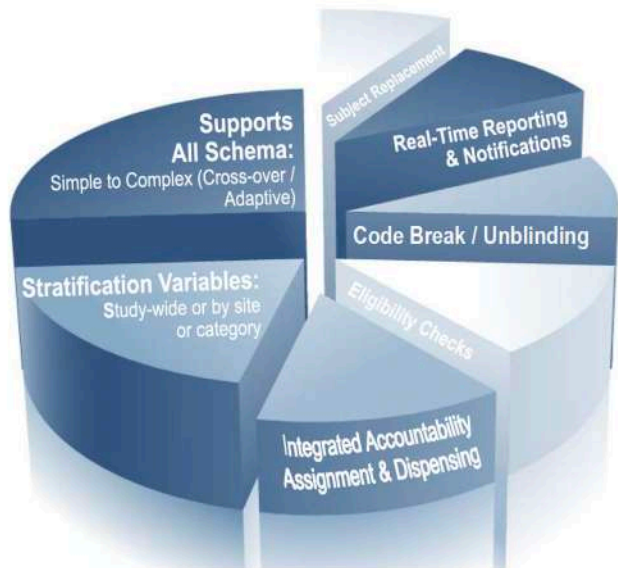 Subject Replacement
Real-Time Reporting
& Notifications
Code Break / Unblinding
Eligibility Checks
Integrated Accountability
Assignment & Dispensing
Stratification Variables:
Study-wide or by site
or category
Supports
All Schema:
Simple to Complex (Cross-over /
Adaptive)